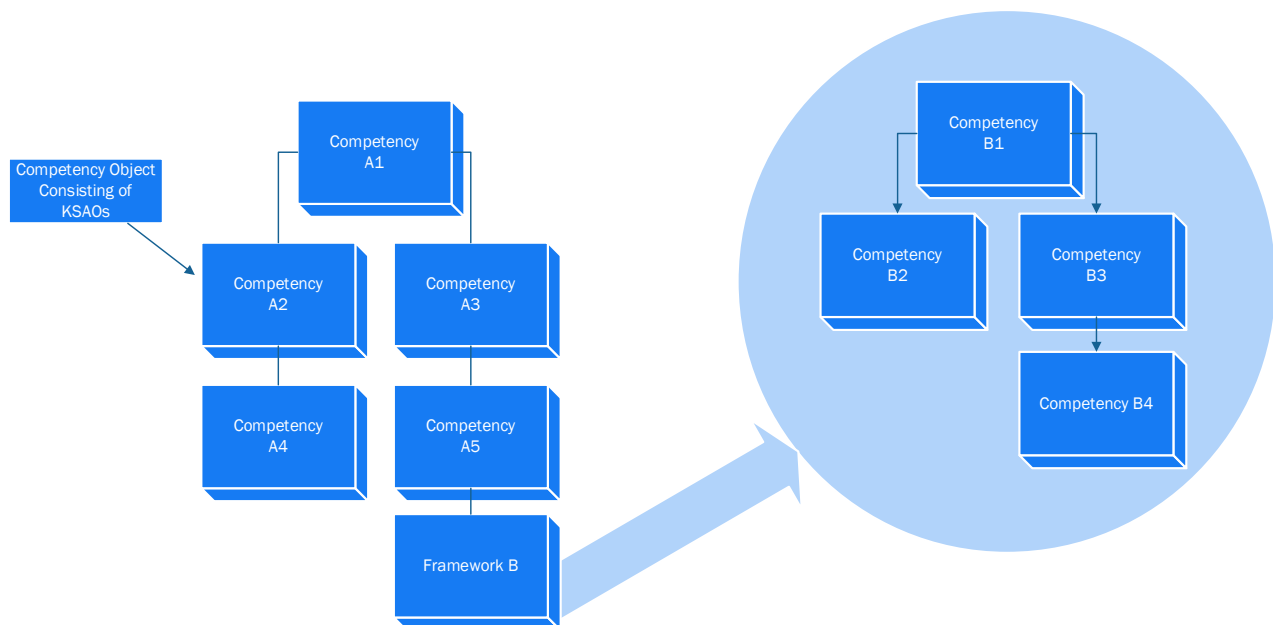 Competency Object
Consisting of
KSAOs
Competency
A1
Competency
A2
Competency
A3
Competency
A4
Competency
A5
Framework B
Competency
B1
Competency
B2
Competency
B3
Competency B4